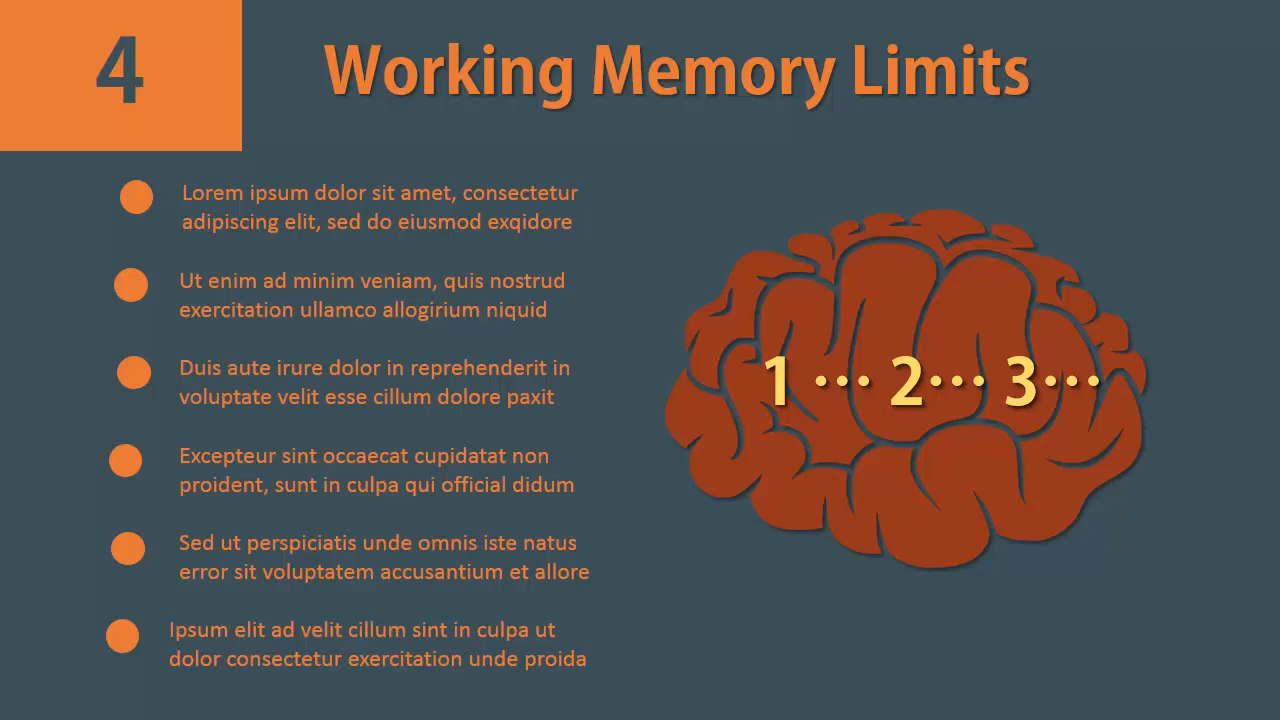 4
Working Memory Limits
Lorem ipsum dolor sit amet, consectetur
adipiscing elit, sed do eiusmod exqidore
Ut enim ad minim veniam, quis nostrud
exercitation ullamco allogirium niquid
Duis aute irure dolor in reprehenderit in
voluptate velit esse cillum dolore paxit
Excepteur sint occaecat cupidatat non
proident, sunt in culpa qui official didum
Sed ut perspiciatis unde omnis iste natus
error sit voluptatem accusantium et allore
Ipsum elit ad velit cillum sint in culpa ut
dolor consectetur exercitation unde proida
1 ··· 2··· 3···